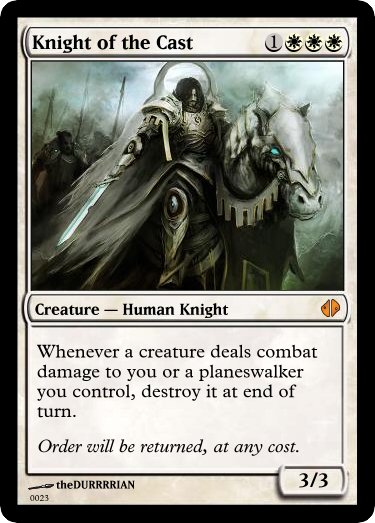 Knight of the Cast 1
Creature — Human Knight
Whenever a creature deals combat
damage to you or a planeswalker
you control, destroy it at end of
turn.
Order will be returned, at any cost.
theDURRRRIAN
3/3
0023